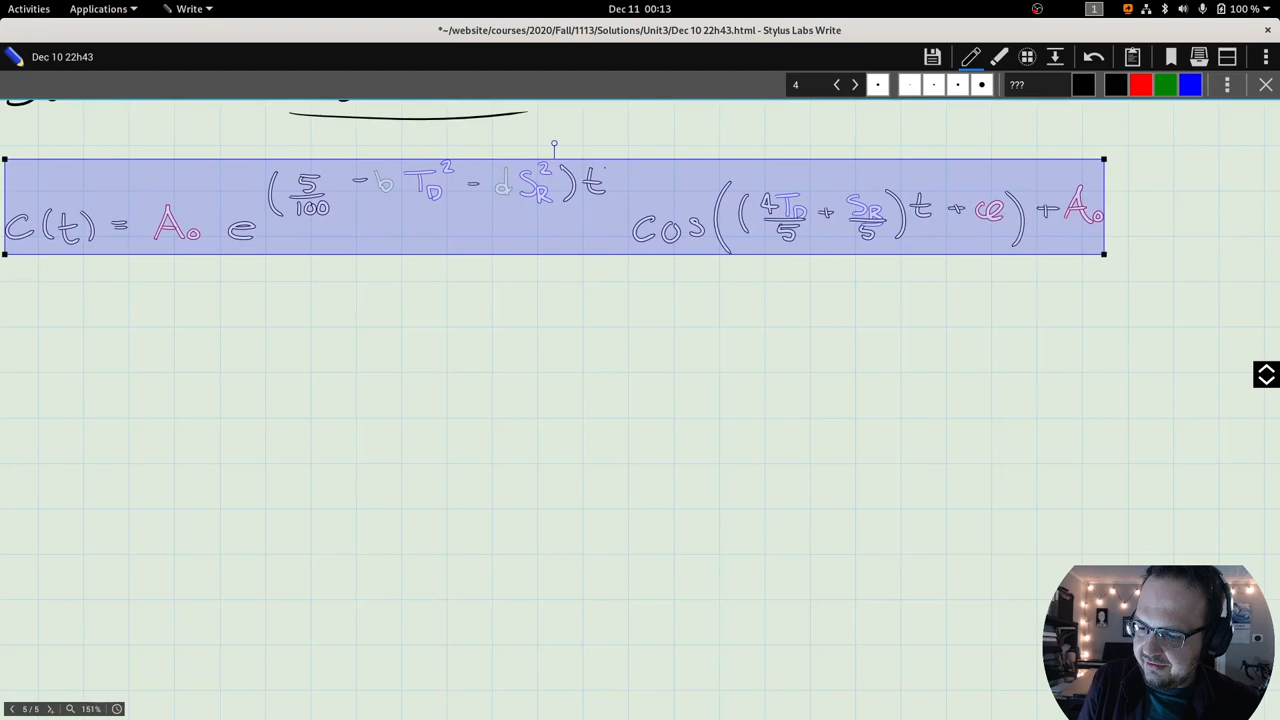 Activities Applications Write Dec 11 00:13 1 100 %
*~/website/courses/2020/Fall/1113/Solutions/Unit3/Dec 10 22h43.html - Stylus Labs Write ×
Dec 10 22h43
4 ???
C(t) = A₀ e^((5/100 - b T_D² - d S_R²)t) cos((4T_D/5 + S_R/5)t + φ) + A₀
5 / 5 151%